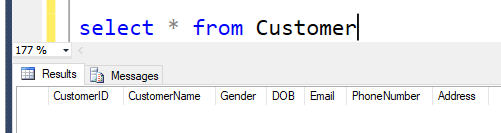 select * from Customer
177 %
Results Messages
CustomerID CustomerName Gender DOB Email PhoneNumber Address